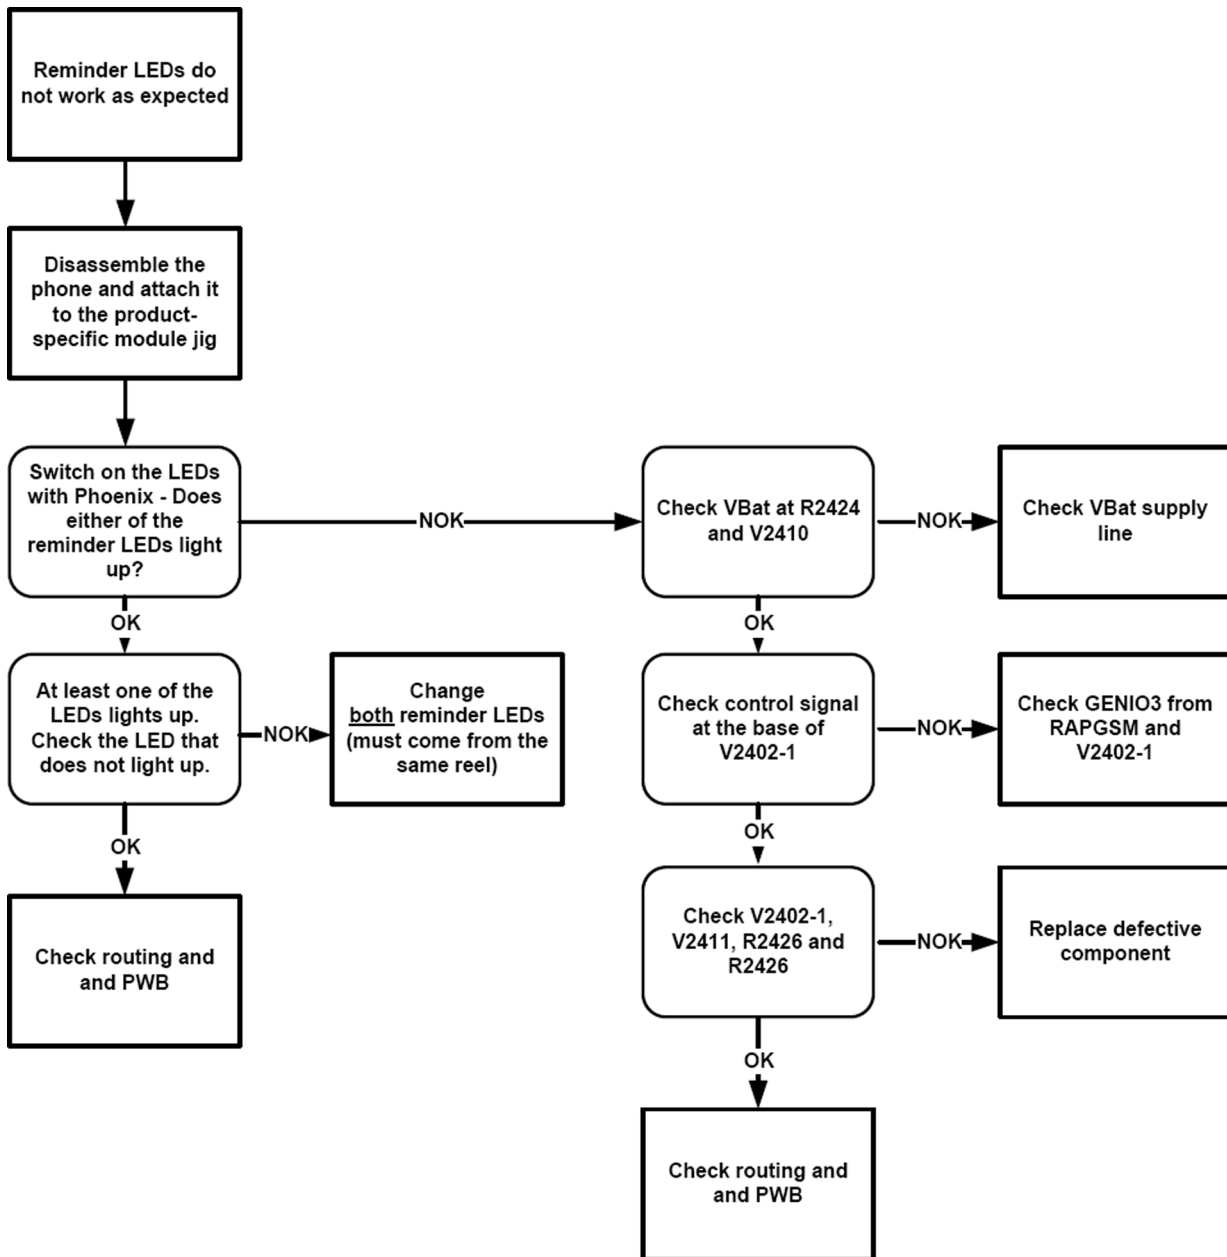 Reminder LEDs do
not work as expected
Disassemble the
phone and attach it
to the product-
specific module jig
Switch on the LEDs
with Phoenix - Does
either of the
reminder LEDs light
up?
NOK
Check VBat at R2424
and V2410
NOK
Check VBat supply
line
OK
OK
At least one of the
LEDs lights up.
Check the LED that
does not light up.
NOK
Change
both reminder LEDs
(must come from the
same reel)
Check control signal
at the base of
V2402-1
NOK
Check GENIO3 from
RAPGSM and
V2402-1
OK
OK
Check routing and
and PWB
Check V2402-1,
V2411, R2426 and
R2426
NOK
Replace defective
component
OK
Check routing and
and PWB